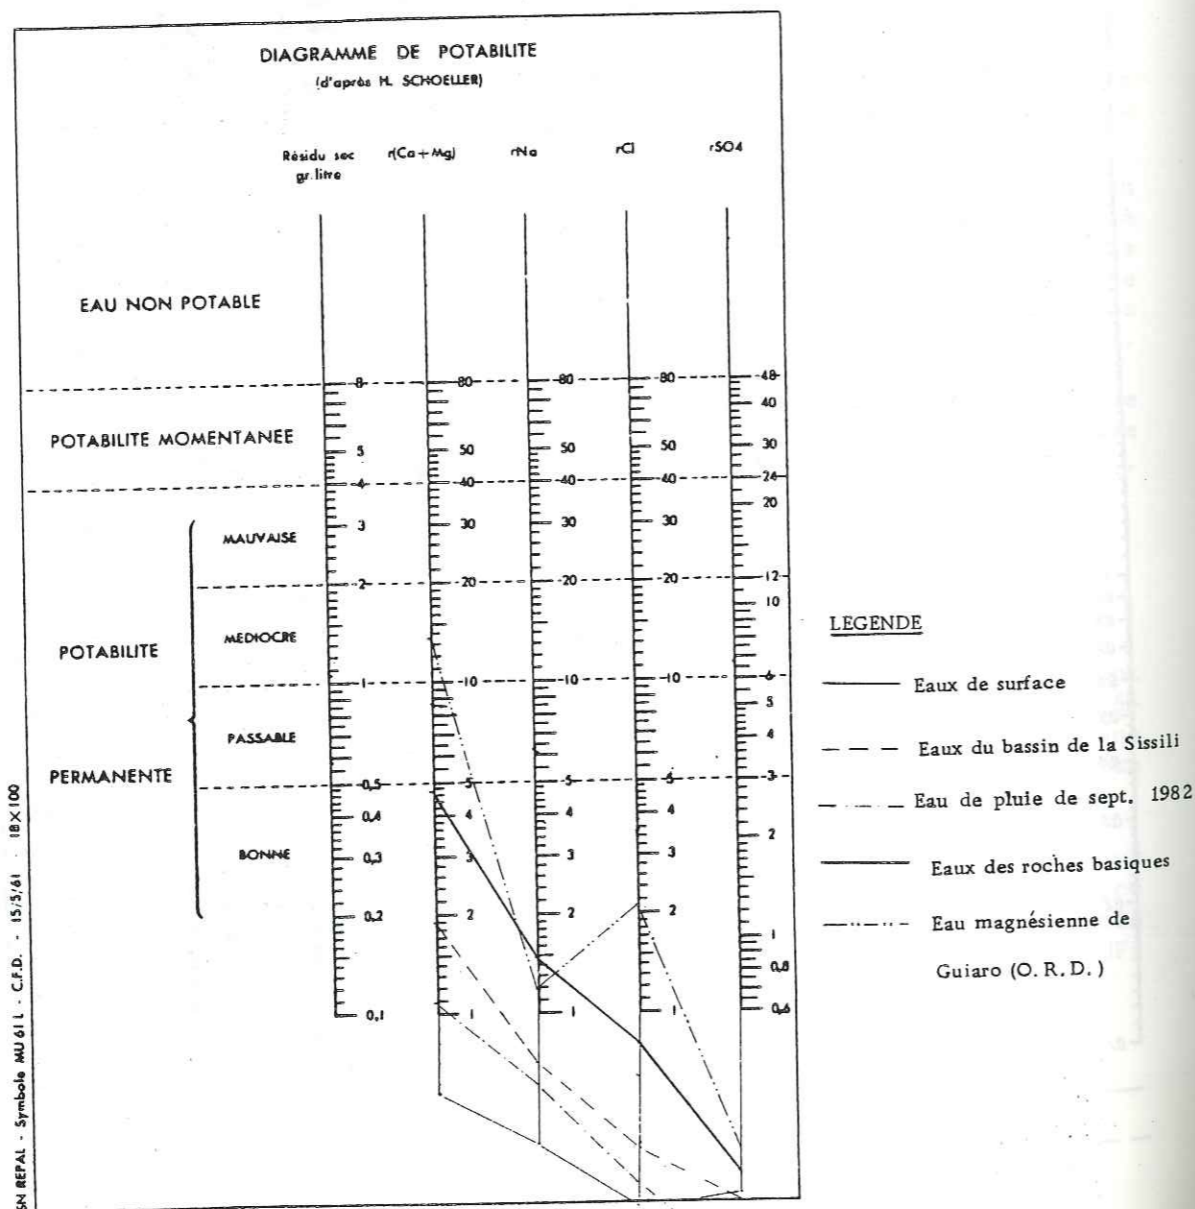 DIAGRAMME DE POTABILITE
(d'après H. SCHOELLER)
Résidu sec
gr.litre
r(Ca+Mg)
rNa
rCl
rSO4
EAU NON POTABLE
8 80 80 80 48
40
POTABILITE MOMENTANEE
5 50 50 50 30
4 40 40 40 24
20
3 30 30 30
MAUVAISE
2 20 20 20 12
10
POTABILITE
MEDIOCRE
1 10 10 10 6
5
4
PERMANENTE
PASSABLE
0,5 5 5 5 3
0,4 4 4 4
2
BONNE
0,3 3 3 3
0,2 2 2 2
1
0,8
0,1 1 1 1 0,6
LEGENDE
Eaux de surface
Eaux du bassin de la Sissili
Eau de pluie de sept. 1982
Eaux des roches basiques
Eau magnésienne de
Guiaro (O.R.D.)
SN REPAL - Symbole MU 61 L - C.F.D. - 15/5/61 - 18X100